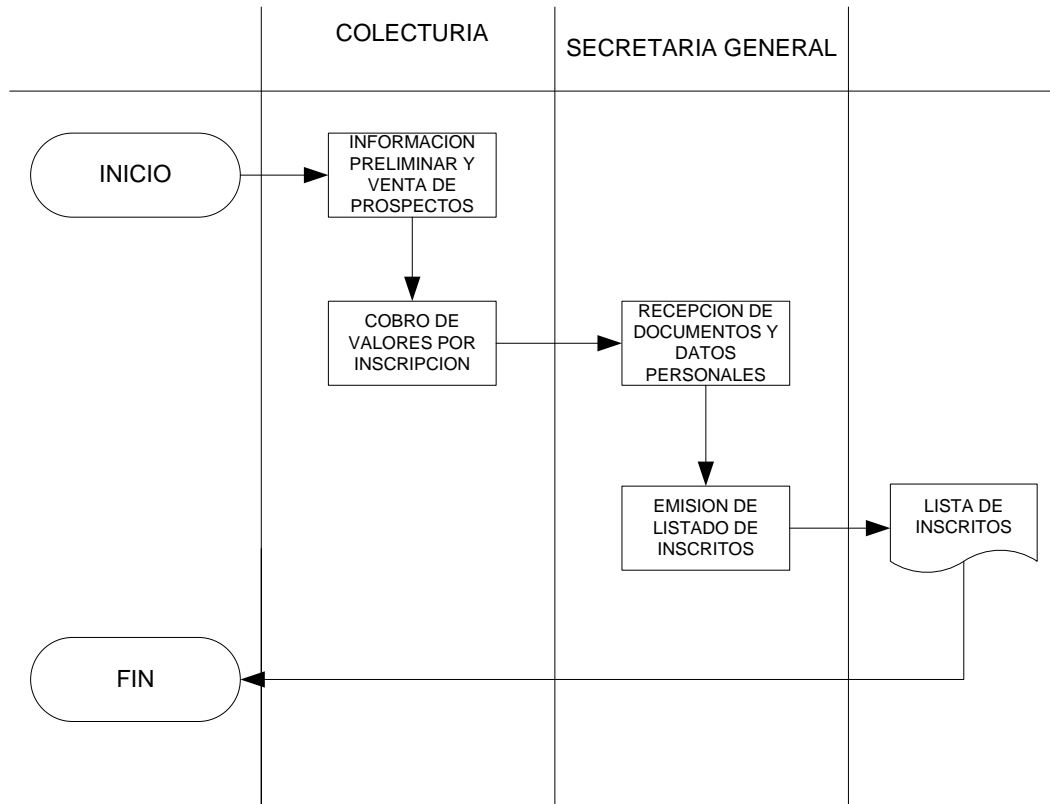 COLECTURIA
SECRETARIA GENERAL
INICIO
INFORMACION
PRELIMINAR Y
VENTA DE
PROSPECTOS
COBRO DE
VALORES POR
INSCRIPCION
RECEPCION DE
DOCUMENTOS Y
DATOS
PERSONALES
EMISION DE
LISTADO DE
INSCRITOS
LISTA DE
INSCRITOS
FIN